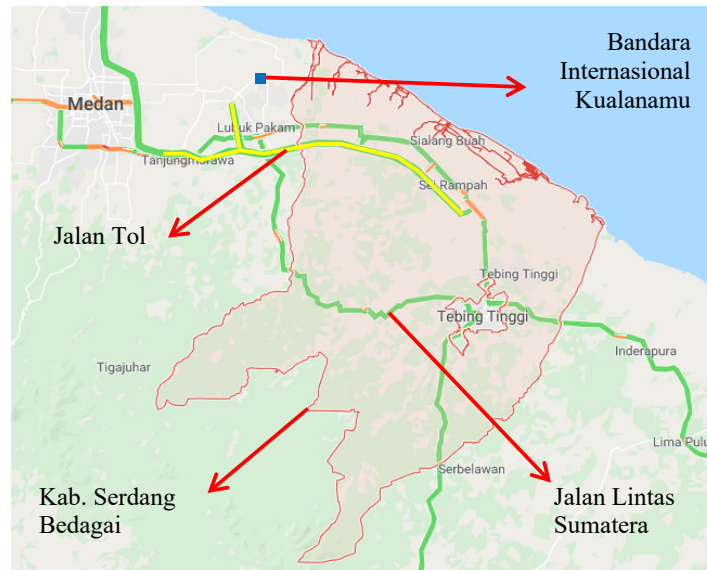 Bandara
Internasional
Kualanamu
Medan
Lubuk Pakam
Tanjungmorawa
Sialang Buah
Sei Rampah
Jalan Tol
Tebing Tinggi
Tebing Tinggi
Inderapura
Tigajuhar
Lima Pulu
Serbelawan
Kab. Serdang
Bedagai
Jalan Lintas
Sumatera